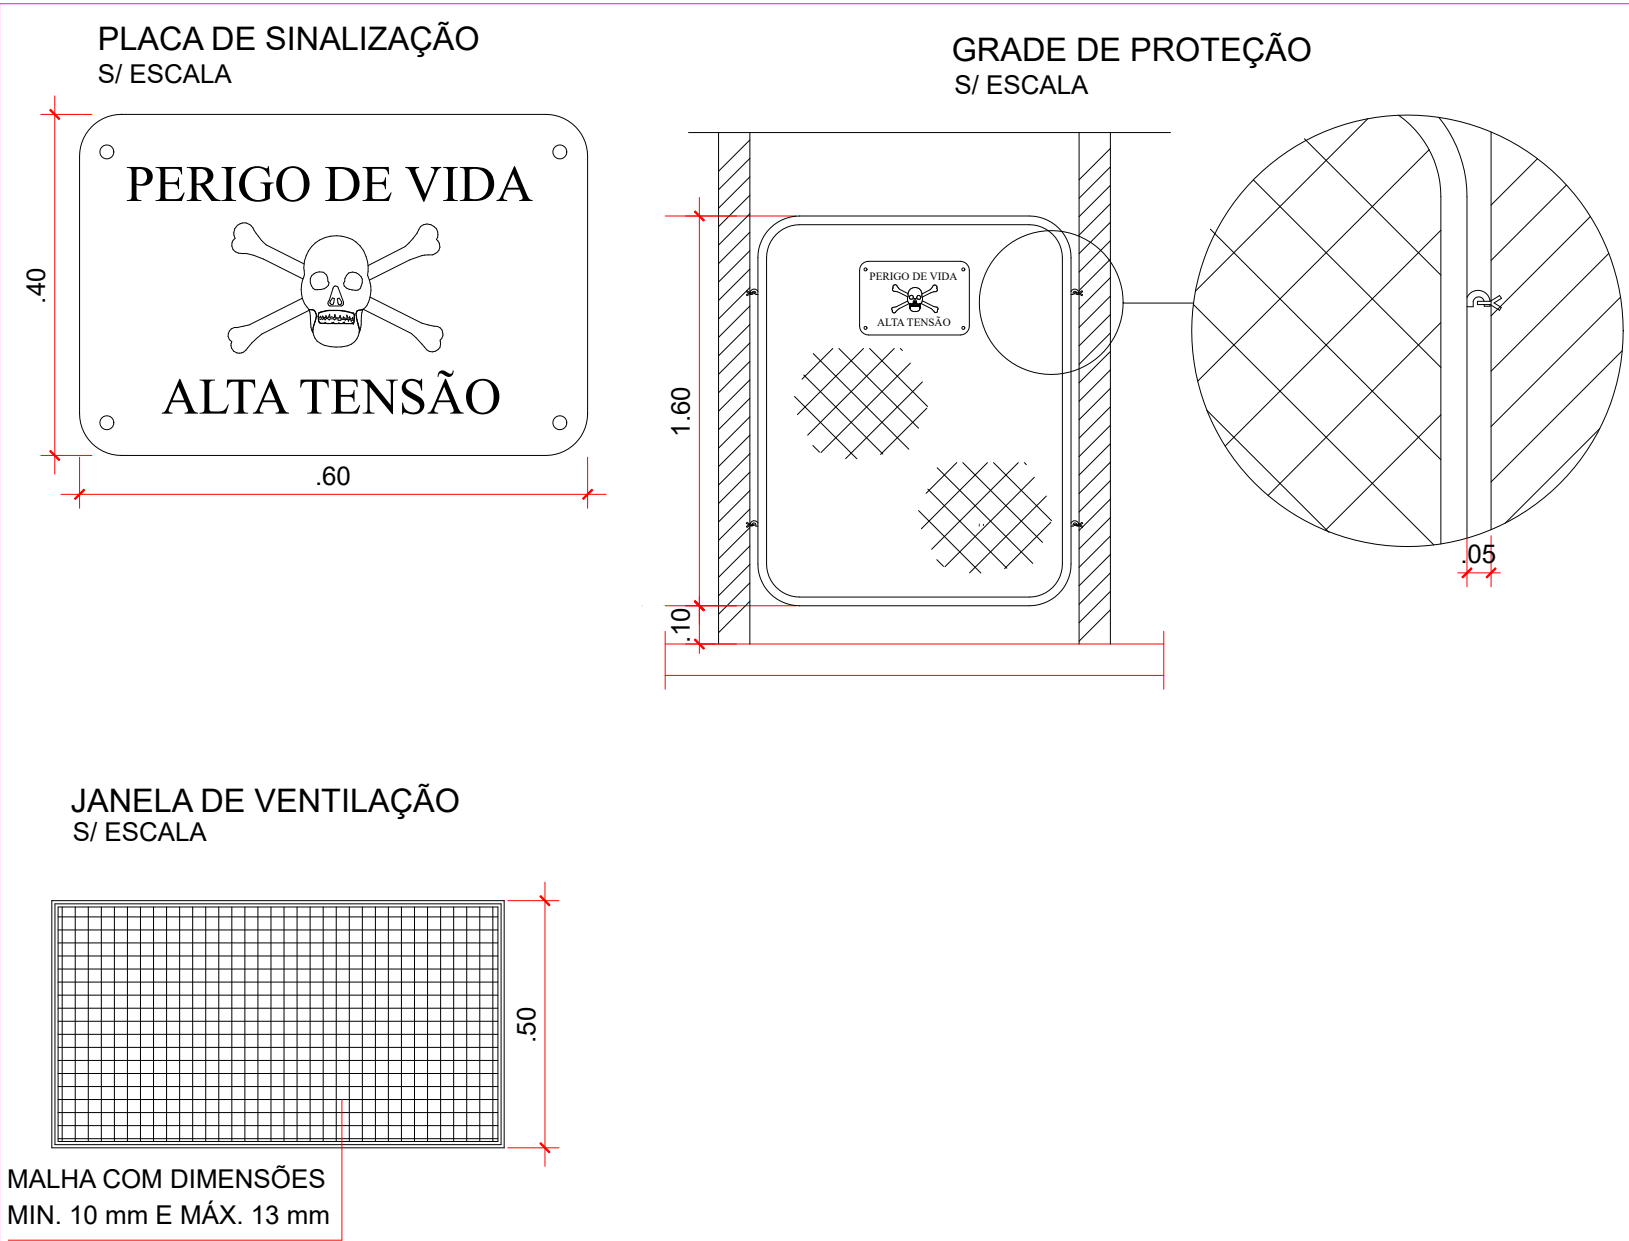 PLACA DE SINALIZAÇÃO
S/ ESCALA
PERIGO DE VIDA
ALTA TENSÃO
.40
.60
GRADE DE PROTEÇÃO
S/ ESCALA
PERIGO DE VIDA
ALTA TENSÃO
1.60
.10
.05
JANELA DE VENTILAÇÃO
S/ ESCALA
.50
MALHA COM DIMENSÕES
MIN. 10 mm E MÁX. 13 mm